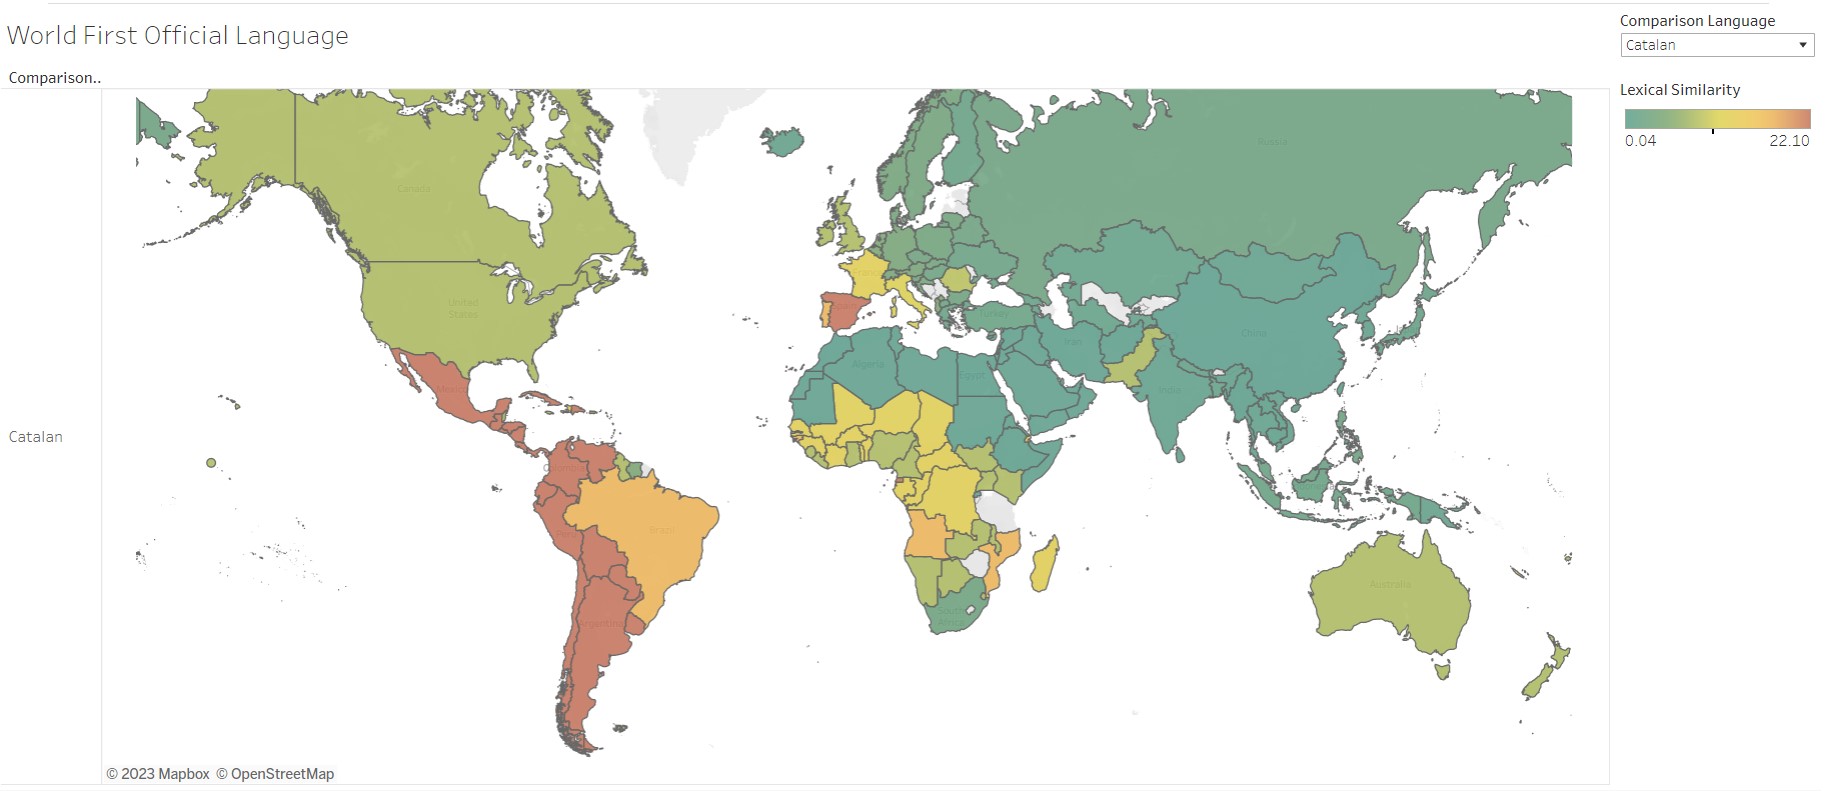 World First Official Language
Comparison Language
Catalan
Comparison..
Lexical Similarity
0.04
22.10
Russia
Canada
France
United
States
Turkey
China
Iran
Algeria
Egypt
India
Mexico
Catalan
Brazil
Peru
Australia
South
Africa
Argentina
© 2023 Mapbox © OpenStreetMap